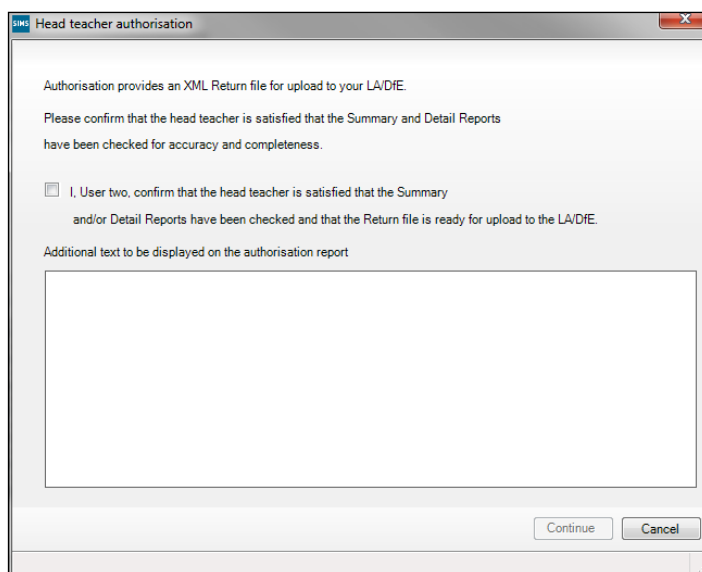 SIMS Head teacher authorisation
X
Authorisation provides an XML Return file for upload to your LA/DfE.
Please confirm that the head teacher is satisfied that the Summary and Detail Reports
have been checked for accuracy and completeness.
I, User two, confirm that the head teacher is satisfied that the Summary
and/or Detail Reports have been checked and that the Return file is ready for upload to the LA/DfE.
Additional text to be displayed on the authorisation report
Continue Cancel